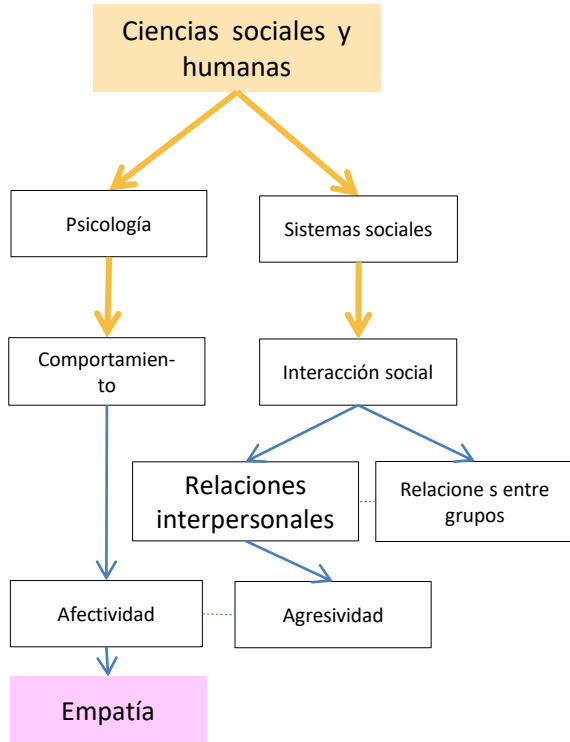 Ciencias sociales y
humanas
Psicología
Sistemas sociales
Comportamien-
to
Interacción social
Relaciones
interpersonales
Relacione s entre
grupos
Afectividad
Agresividad
Empatía